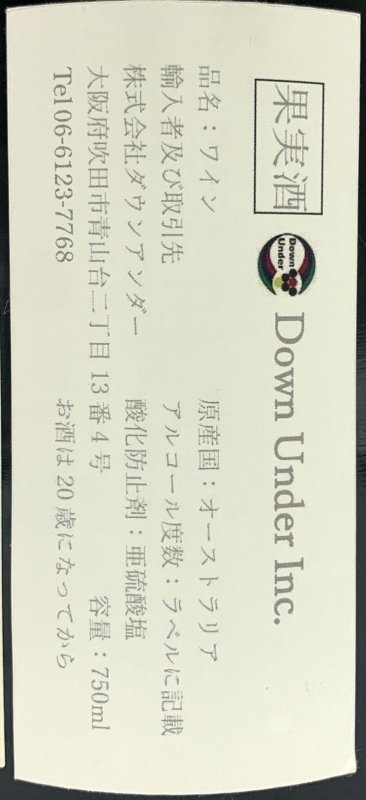 果実酒
Down
Under
Down Under Inc.
品名：ワイン 原産国：オーストラリア
輸入者及び取引先 アルコール度数：ラベルに記載
株式会社ダウンアンダー 酸化防止剤：亜硫酸塩
大阪府吹田市青山台二丁目13番4号 容量：750ml
Tel06-6123-7768 お酒は20歳になってから